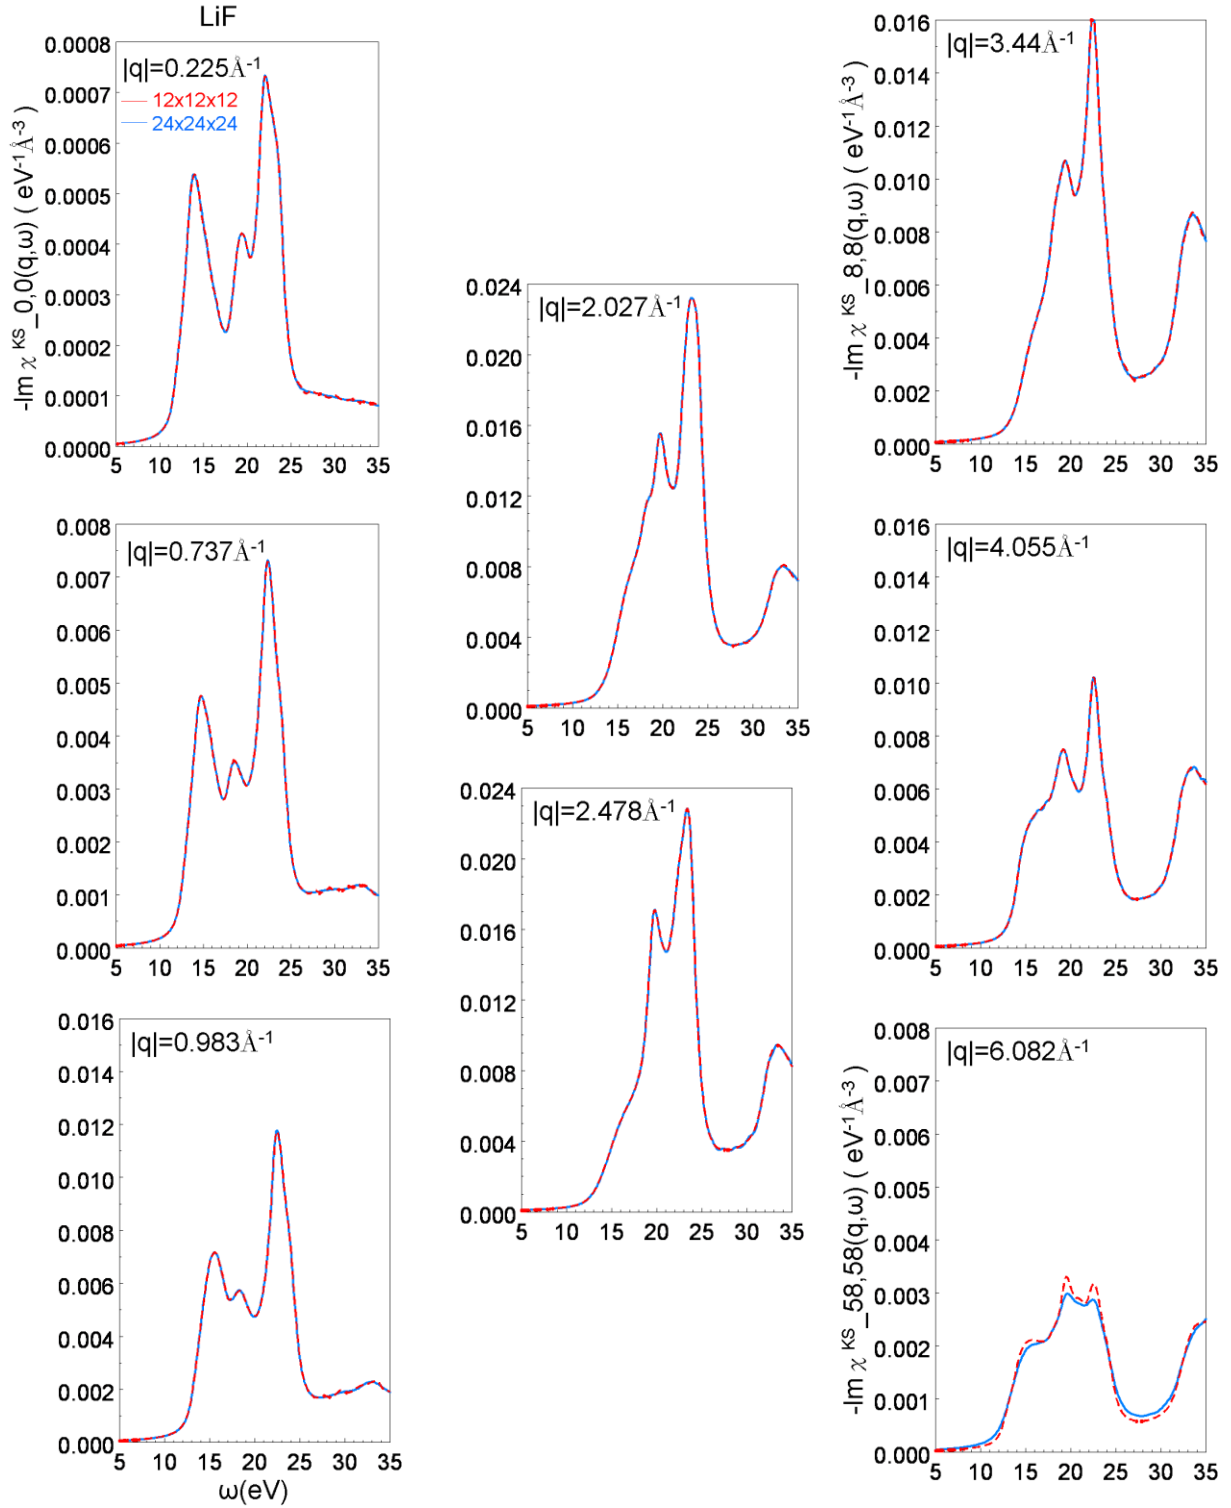 LiF
-Im χ ^KS_0,0(q,ω) ( eV-1Å-3 )
|q|=0.225Å-1
12x12x12
24x24x24
0.0008
0.0007
0.0006
0.0005
0.0004
0.0003
0.0002
0.0001
0.0000
5 10 15 20 25 30 35
|q|=0.737Å-1
0.008
0.007
0.006
0.005
0.004
0.003
0.002
0.001
0.000
5 10 15 20 25 30 35
|q|=0.983Å-1
0.016
0.014
0.012
0.010
0.008
0.006
0.004
0.002
0.000
5 10 15 20 25 30 35
ω(eV)
|q|=2.027Å-1
0.024
0.020
0.016
0.012
0.008
0.004
0.000
5 10 15 20 25 30 35
|q|=2.478Å-1
0.024
0.020
0.016
0.012
0.008
0.004
0.000
5 10 15 20 25 30 35
-Im χ ^KS_8,8(q,ω) ( eV-1Å-3 )
|q|=3.44Å-1
0.016
0.014
0.012
0.010
0.008
0.006
0.004
0.002
0.000
5 10 15 20 25 30 35
|q|=4.055Å-1
0.016
0.014
0.012
0.010
0.008
0.006
0.004
0.002
0.000
5 10 15 20 25 30 35
-Im χ ^KS_58,58(q,ω) ( eV-1Å-3 )
|q|=6.082Å-1
0.008
0.007
0.006
0.005
0.004
0.003
0.002
0.001
0.000
5 10 15 20 25 30 35